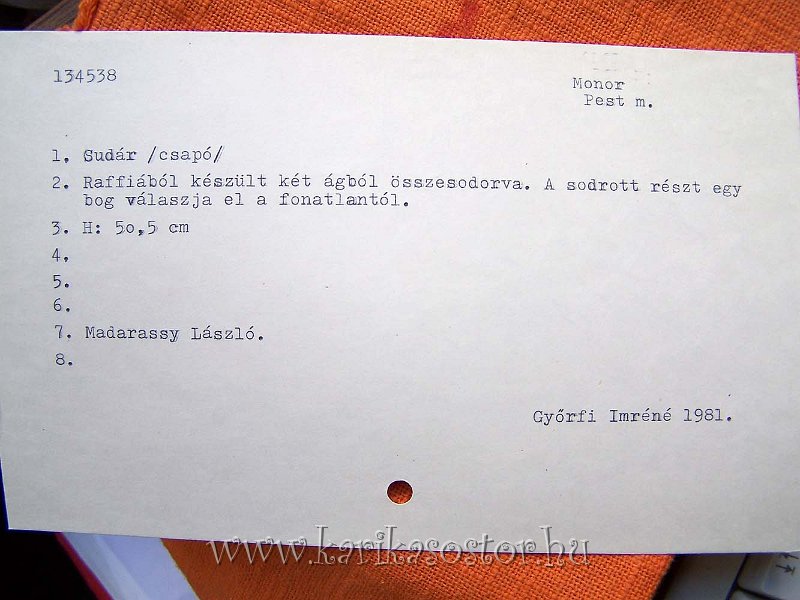 134538
Monor
Pest m.
1. Sudár /csapó/
2. Raffiából készült két ágból összesodorva. A sodrott részt egy
bog válaszja el a fonatlantól.
3. H: 5o,5 cm
4.
5.
6.
7. Madarassy László.
8.
Győrfi Imréné 1981.
www.karikasostor.hu